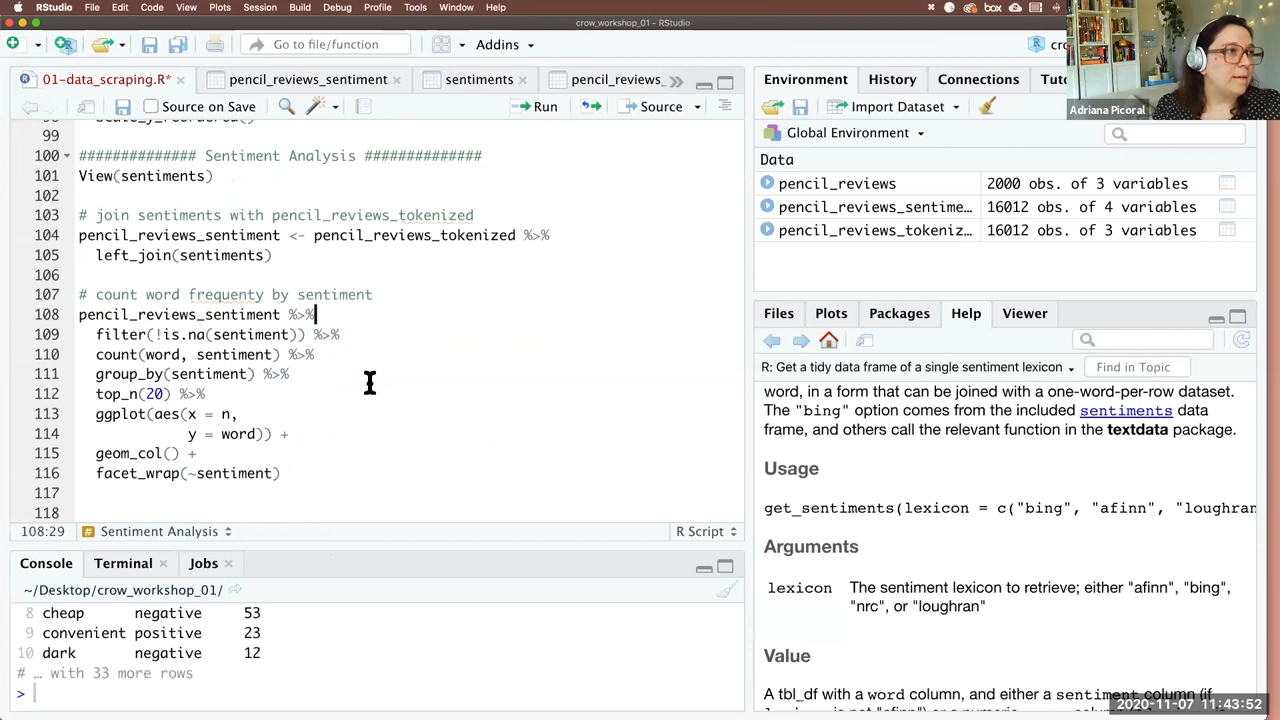 RStudio File Edit Code View Plots Session Build Debug Profile Tools Window Help box
crow_workshop_01 - RStudio
Go to file/function Addins
01-data_scraping.R* pencil_reviews_sentiment sentiments pencil_reviews_
Source on Save Run Source
99
100 ############## Sentiment Analysis ##############
101 View(sentiments)
102
103 # join sentiments with pencil_reviews_tokenized
104 pencil_reviews_sentiment <- pencil_reviews_tokenized %>%
105 left_join(sentiments)
106
107 # count word frequenty by sentiment
108 pencil_reviews_sentiment %>%
109 filter(!is.na(sentiment)) %>%
110 count(word, sentiment) %>%
111 group_by(sentiment) %>%
112 top_n(20) %>%
113 ggplot(aes(x = n,
114 y = word)) +
115 geom_col() +
116 facet_wrap(~sentiment)
117
118
108:29 # Sentiment Analysis R Script
Console Terminal Jobs
~/Desktop/crow_workshop_01/
8 cheap negative 53
9 convenient positive 23
10 dark negative 12
# … with 33 more rows
>
Environment History Connections Tu
Adriana Picoral
Import Dataset
Global Environment
Data
pencil_reviews 2000 obs. of 3 variables
pencil_reviews_sentime… 16012 obs. of 4 variables
pencil_reviews_tokeniz… 16012 obs. of 3 variables
Files Plots Packages Help Viewer
R: Get a tidy data frame of a single sentiment lexicon Find in Topic
word, in a form that can be joined with a one-word-per-row dataset.
The "bing" option comes from the included sentiments data
frame, and others call the relevant function in the textdata package.
Usage
get_sentiments(lexicon = c("bing", "afinn", "loughran
Arguments
lexicon The sentiment lexicon to retrieve; either "afinn", "bing",
"nrc", or "loughran"
Value
A tbl_df with a word column, and either a sentiment column (if
2020-11-07 11:43:52